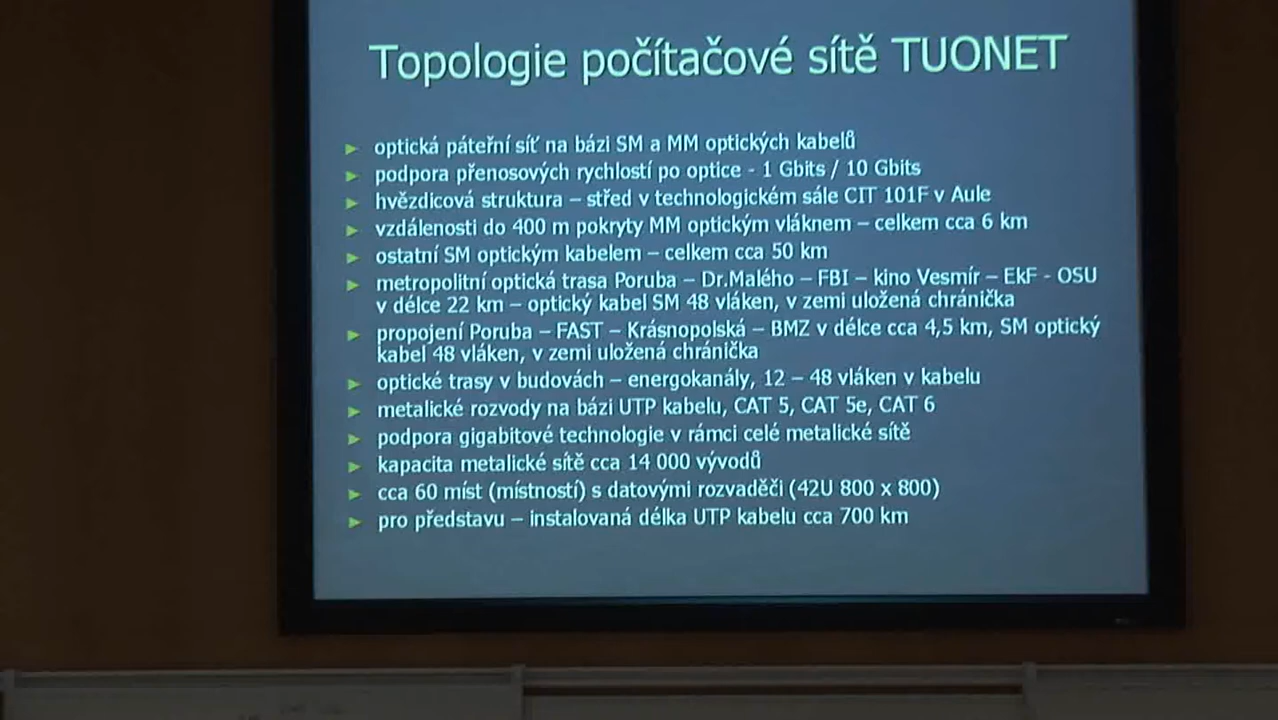 Topologie počítačové sítě TUONET
optická páteřní síť na bázi SM a MM optických kabelů
podpora přenosových rychlostí po optice - 1 Gbits / 10 Gbits
hvězdicová struktura – střed v technologickém sále CIT 101F v Aule
vzdálenosti do 400 m pokryty MM optickým vláknem – celkem cca 6 km
ostatní SM optickým kabelem – celkem cca 50 km
metropolitní optická trasa Poruba – Dr.Malého – FBI – kino Vesmír – EkF - OSU
v délce 22 km – optický kabel SM 48 vláken, v zemi uložená chránička
propojení Poruba – FAST – Krásnopolská – BMZ v délce cca 4,5 km, SM optický
kabel 48 vláken, v zemi uložená chránička
optické trasy v budovách – energokanály, 12 – 48 vláken v kabelu
metalické rozvody na bázi UTP kabelu, CAT 5, CAT 5e, CAT 6
podpora gigabitové technologie v rámci celé metalické sítě
kapacita metalické sítě cca 14 000 vývodů
cca 60 míst (místností) s datovými rozvaděči (42U 800 x 800)
pro představu – instalovaná délka UTP kabelu cca 700 km